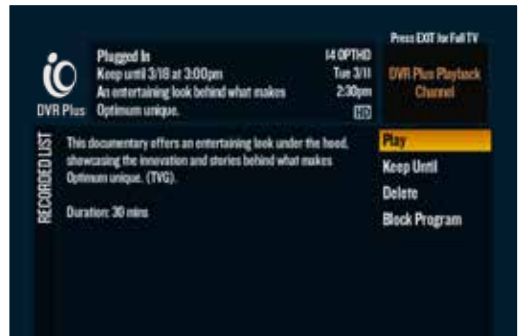 Press EXIT for Full TV
iO
DVR Plus
Plugged In
Keep until 3/18 at 3:00pm
An entertaining look behind what makes
Optimum unique.
14 OPTHD
Tue 3/11
2:30pm
HD
DVR Plus Playback
Channel
RECORDED LIST
This documentary offers an entertaining look under the hood,
showcasing the innovation and stories behind what makes
Optimum unique. (TVG).
Duration: 30 mins
Play
Keep Until
Delete
Block Program